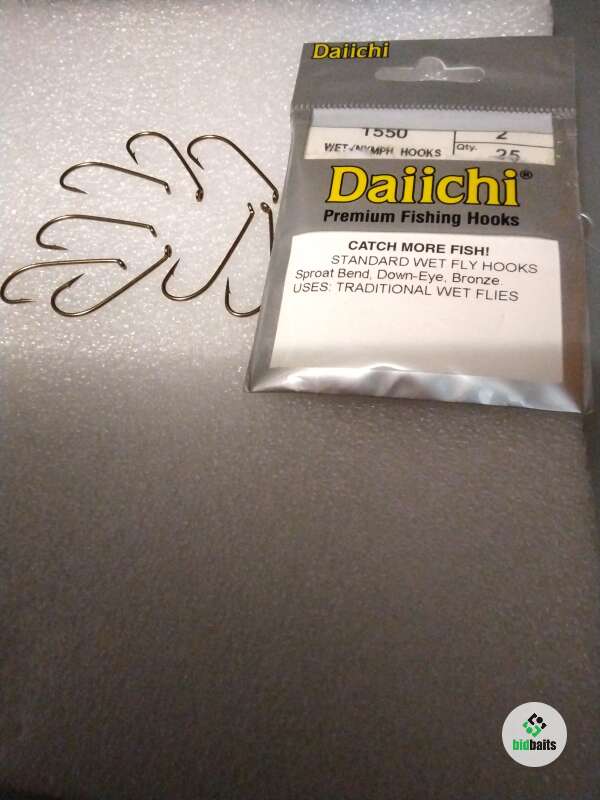 Daiichi
1550 2
WET/NYMPH HOOKS Qty. 25
Daiichi®
Premium Fishing Hooks
CATCH MORE FISH!
STANDARD WET FLY HOOKS
Sproat Bend, Down-Eye, Bronze.
USES: TRADITIONAL WET FLIES
bidbaits